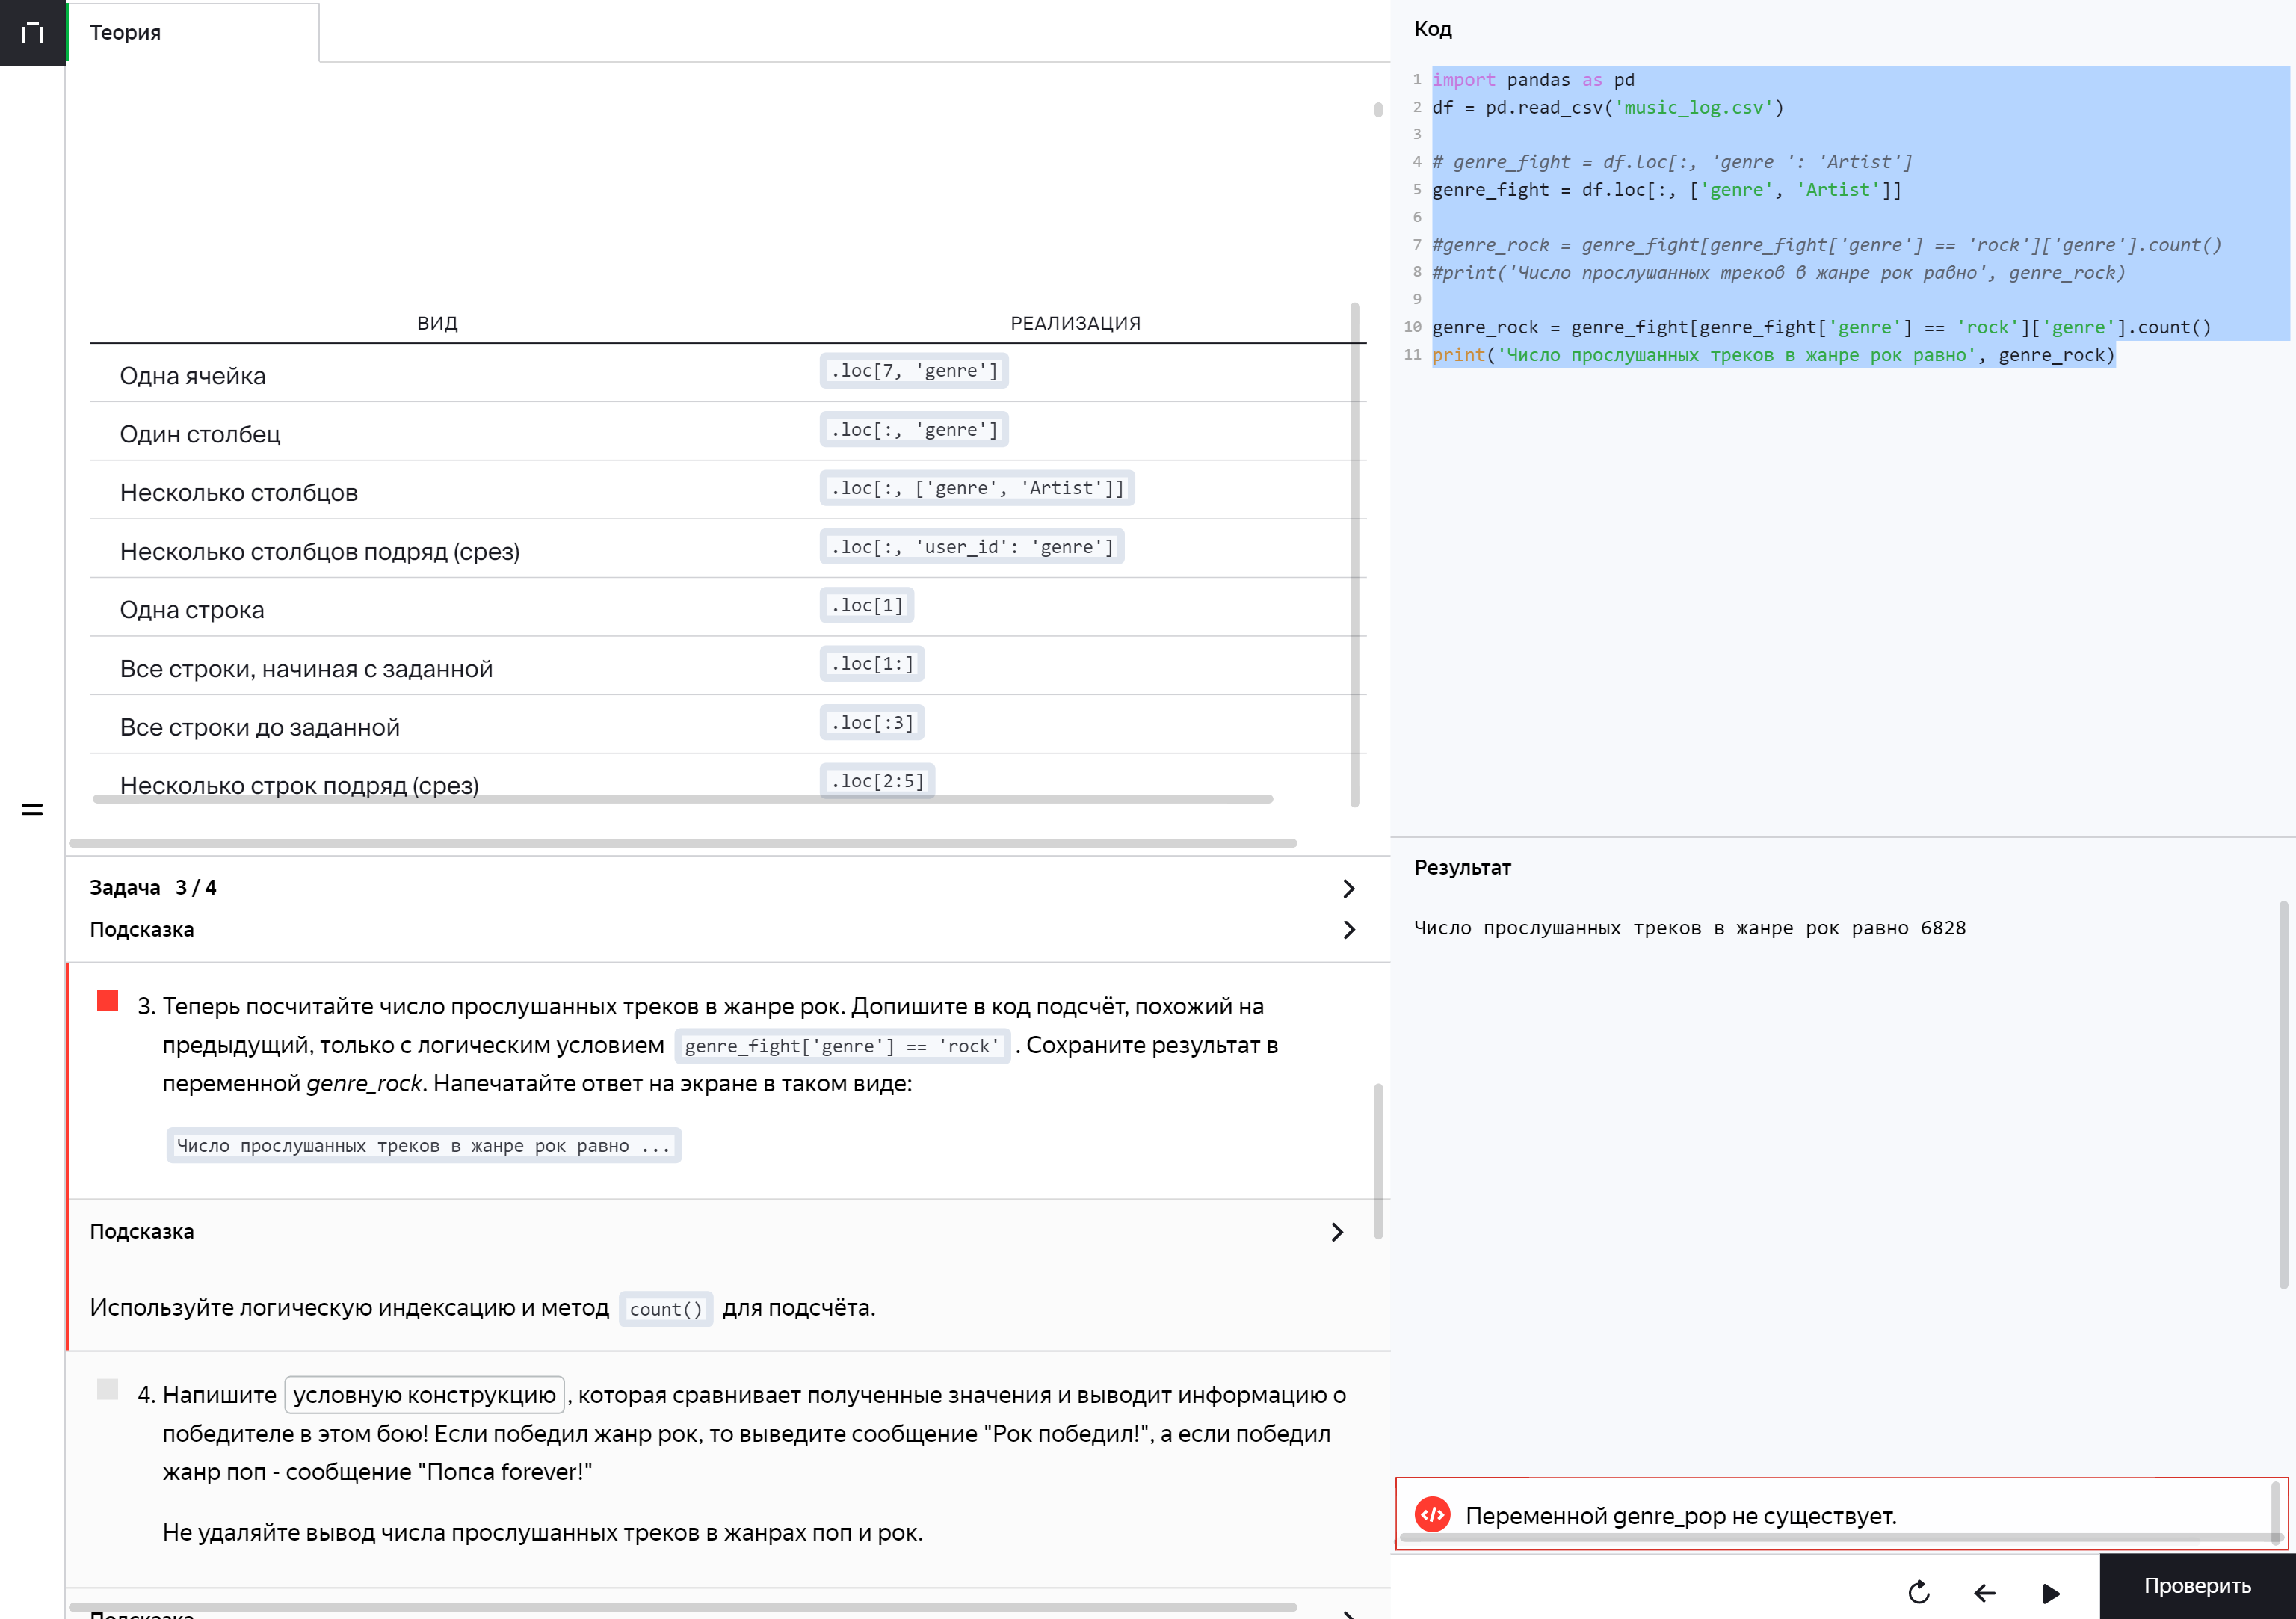 Теория
ВИД РЕАЛИЗАЦИЯ
Одна ячейка .loc[7, 'genre']
Один столбец .loc[:, 'genre']
Несколько столбцов .loc[:, ['genre', 'Artist']]
Несколько столбцов подряд (срез) .loc[:, 'user_id': 'genre']
Одна строка .loc[1]
Все строки, начиная с заданной .loc[1:]
Все строки до заданной .loc[:3]
Несколько строк подряд (срез) .loc[2:5]
Задача 3 / 4
Подсказка
3. Теперь посчитайте число прослушанных треков в жанре рок. Допишите в код подсчёт, похожий на
предыдущий, только с логическим условием genre_fight['genre'] == 'rock' . Сохраните результат в
переменной genre_rock. Напечатайте ответ на экране в таком виде:
Число прослушанных треков в жанре рок равно ...
Подсказка
Используйте логическую индексацию и метод count() для подсчёта.
4. Напишите условную конструкцию, которая сравнивает полученные значения и выводит информацию о
победителе в этом бою! Если победил жанр рок, то выведите сообщение "Рок победил!", а если победил
жанр поп - сообщение "Попса forever!"
Не удаляйте вывод числа прослушанных треков в жанрах поп и рок.
Подсказка
Код
1 import pandas as pd
2 df = pd.read_csv('music_log.csv')
3
4 # genre_fight = df.loc[:, 'genre ': 'Artist']
5 genre_fight = df.loc[:, ['genre', 'Artist']]
6
7 #genre_rock = genre_fight[genre_fight['genre'] == 'rock']['genre'].count()
8 #print('Число прослушанных треков в жанре рок равно', genre_rock)
9
10 genre_rock = genre_fight[genre_fight['genre'] == 'rock']['genre'].count()
11 print('Число прослушанных треков в жанре рок равно', genre_rock)
Результат
Число прослушанных треков в жанре рок равно 6828
Переменной genre_pop не существует.
Проверить